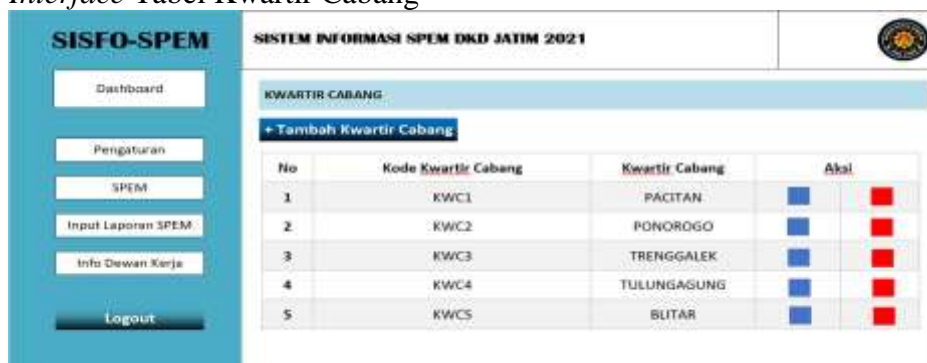 Interface Tabel Kwartir Cabang
SISFO-SPEM
SISTEM INFORMASI SPEM DKD JATIM 2021
Dashboard
Pengaturan
SPEM
Input Laporan SPEM
Info Dewan Kerja
Logout
KWARTIR CABANG
+ Tambah Kwartir Cabang
No Kode Kwartir Cabang Kwartir Cabang Aksi
1 KWC1 PACITAN
2 KWC2 PONOROGO
3 KWC3 TRENGGALEK
4 KWC4 TULUNGAGUNG
5 KWC5 BLITAR